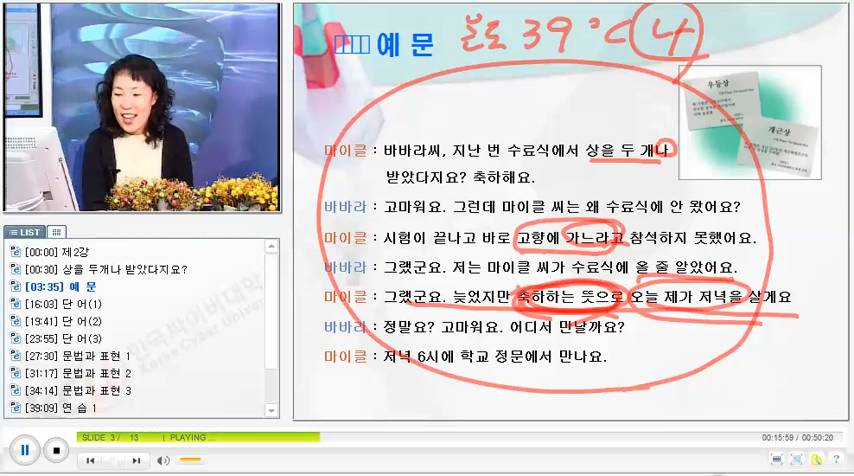 예 문
온도 39°C 나
우등상
개근상
마이클 : 바바라씨, 지난 번 수료식에서 상을 두 개나
받았다지요? 축하해요.
바바라 : 고마워요. 그런데 마이클 씨는 왜 수료식에 안 왔어요?
마이클 : 시험이 끝나고 바로 고향에 가느라고 참석하지 못했어요.
바바라 : 그랬군요. 저는 마이클 씨가 수료식에 올 줄 알았어요.
마이클 : 그랬군요. 늦었지만 축하하는 뜻으로 오늘 제가 저녁을 살게요
바바라 : 정말요? 고마워요. 어디서 만날까요?
마이클 : 저녁 6시에 학교 정문에서 만나요.
LIST
[00:00] 제2강
[00:30] 상을 두개나 받았다지요?
[03:35] 예 문
[16:03] 단 어(1)
[19:41] 단 어(2)
[23:55] 단 어(3)
[27:30] 문법과 표현 1
[31:17] 문법과 표현 2
[34:14] 문법과 표현 3
[39:09] 연 습 1
SLIDE 3 / 13 | PLAYING ...
00:15:59 / 00:50:20